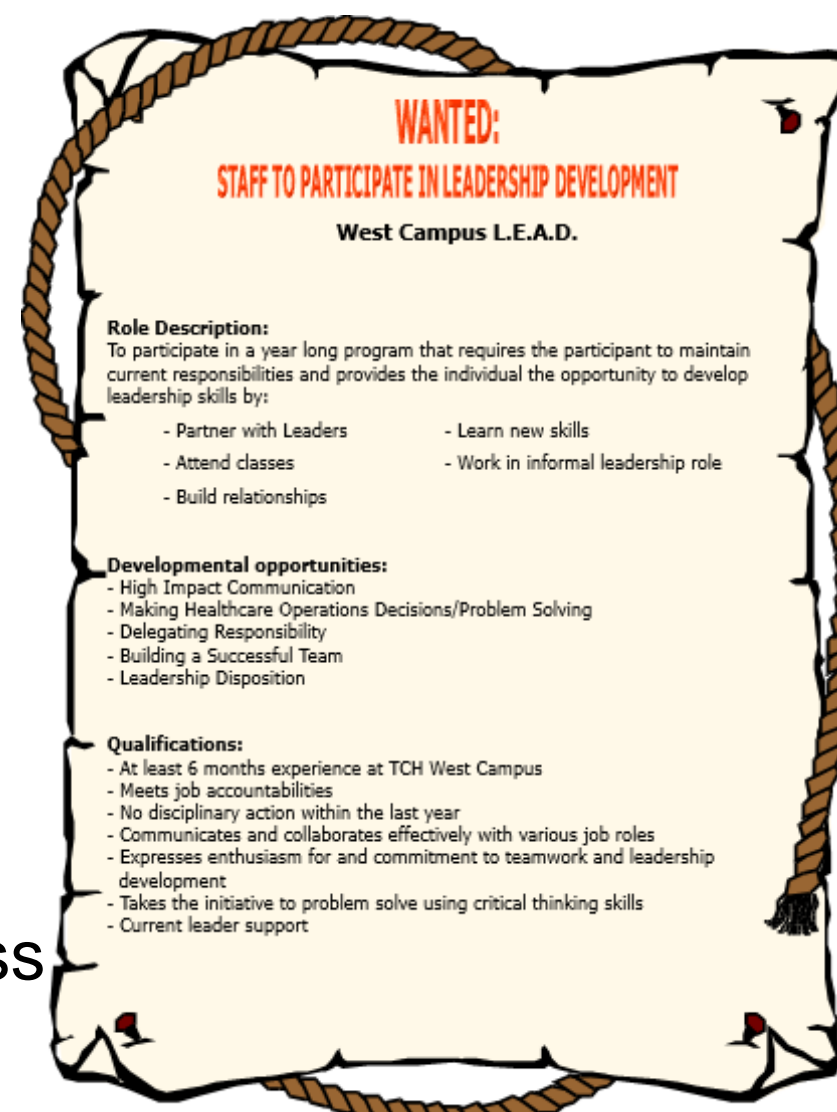 WANTED:
STAFF TO PARTICIPATE IN LEADERSHIP DEVELOPMENT
West Campus L.E.A.D.
Role Description:
To participate in a year long program that requires the participant to maintain
current responsibilities and provides the individual the opportunity to develop
leadership skills by:
- Partner with Leaders - Learn new skills
- Attend classes - Work in informal leadership role
- Build relationships
Developmental opportunities:
- High Impact Communication
- Making Healthcare Operations Decisions/Problem Solving
- Delegating Responsibility
- Building a Successful Team
- Leadership Disposition
Qualifications:
- At least 6 months experience at TCH West Campus
- Meets job accountabilities
- No disciplinary action within the last year
- Communicates and collaborates effectively with various job roles
- Expresses enthusiasm for and commitment to teamwork and leadership
development
- Takes the initiative to problem solve using critical thinking skills
- Current leader support
ss